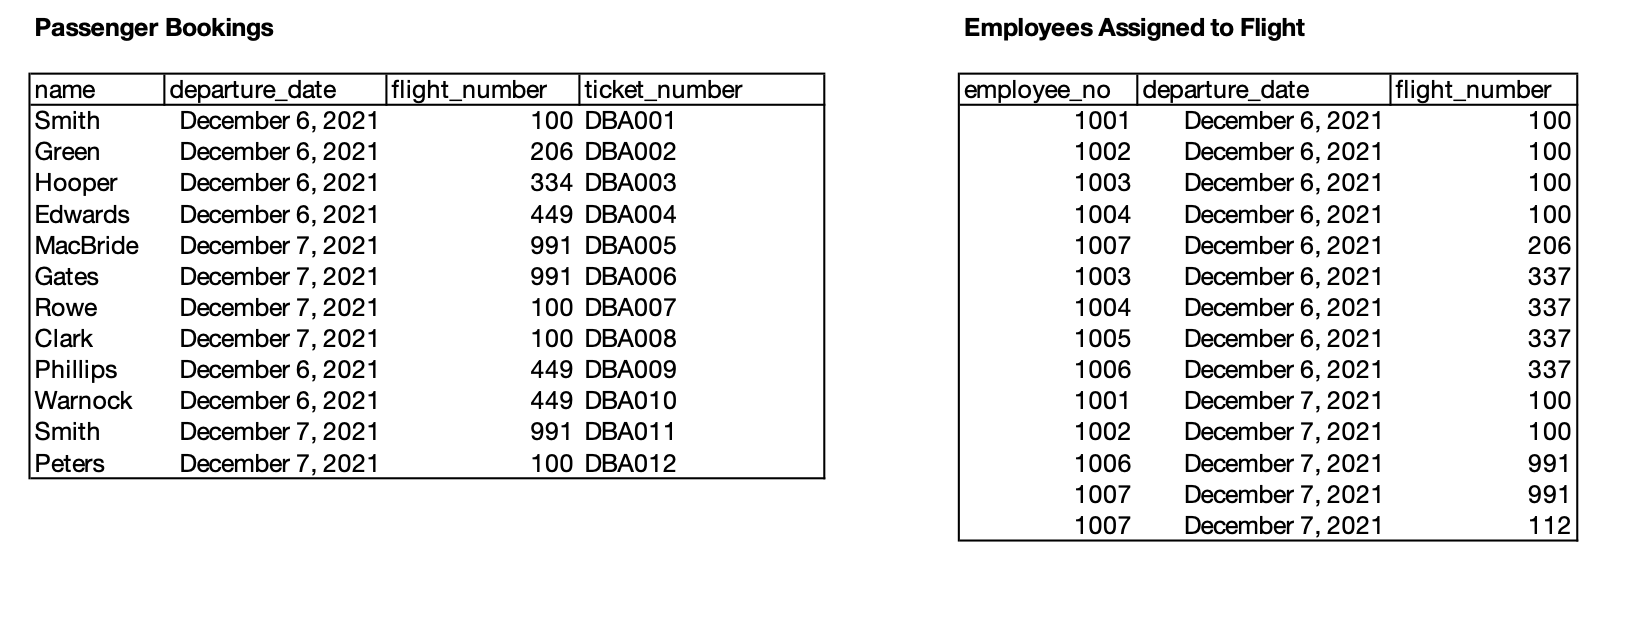 Passenger Bookings
name departure_date flight_number ticket_number
Smith December 6, 2021 100 DBA001
Green December 6, 2021 206 DBA002
Hooper December 6, 2021 334 DBA003
Edwards December 6, 2021 449 DBA004
MacBride December 7, 2021 991 DBA005
Gates December 7, 2021 991 DBA006
Rowe December 7, 2021 100 DBA007
Clark December 7, 2021 100 DBA008
Phillips December 6, 2021 449 DBA009
Warnock December 6, 2021 449 DBA010
Smith December 7, 2021 991 DBA011
Peters December 7, 2021 100 DBA012
Employees Assigned to Flight
employee_no departure_date flight_number
1001 December 6, 2021 100
1002 December 6, 2021 100
1003 December 6, 2021 100
1004 December 6, 2021 100
1007 December 6, 2021 206
1003 December 6, 2021 337
1004 December 6, 2021 337
1005 December 6, 2021 337
1006 December 6, 2021 337
1001 December 7, 2021 100
1002 December 7, 2021 100
1006 December 7, 2021 991
1007 December 7, 2021 991
1007 December 7, 2021 112